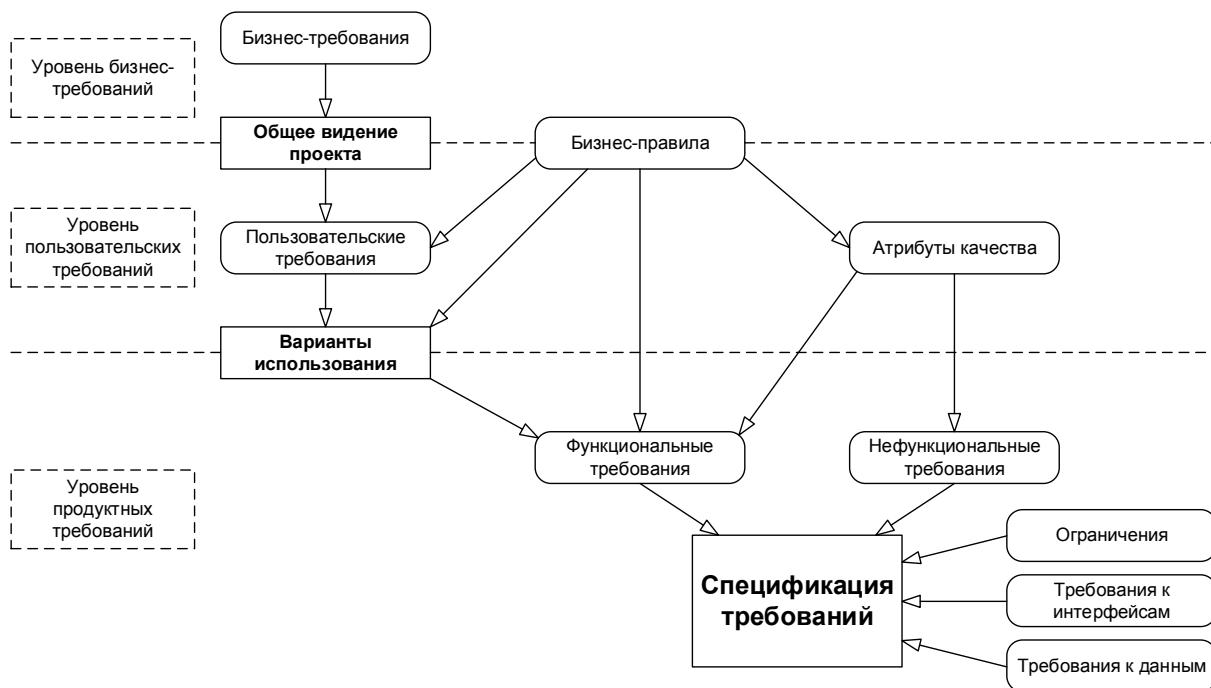 Бизнес-требования
Уровень бизнес-
требований
Общее видение
проекта
Бизнес-правила
Уровень
пользовательских
требований
Пользовательские
требования
Атрибуты качества
Варианты
использования
Функциональные
требования
Нефункциональные
требования
Уровень
продуктных
требований
Спецификация
требований
Ограничения
Требования к
интерфейсам
Требования к данным